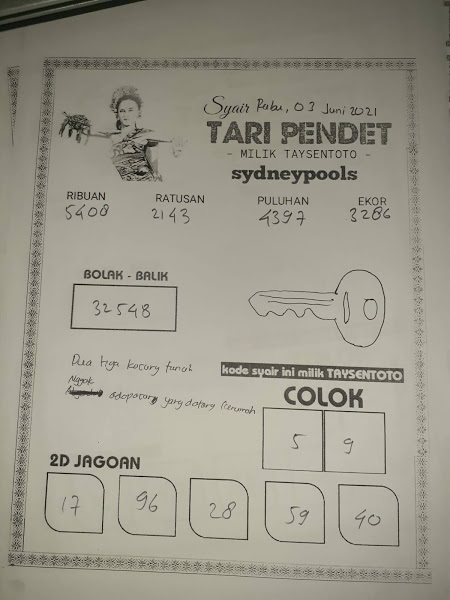 Syair Rabu, 03 Juni 2021
TARI PENDET
- MILIK TAYSENTOTO -
sydneypools
RIBUAN RATUSAN PULUHAN EKOR
5408 2143 4397 3286
BOLAK - BALIK
32548
Dua tiga kacang tanah
kode syair ini milik TAYSENTOTO
Ngok
yang datang kerumah
COLOK
5 9
2D JAGOAN
17 96 28 59 40